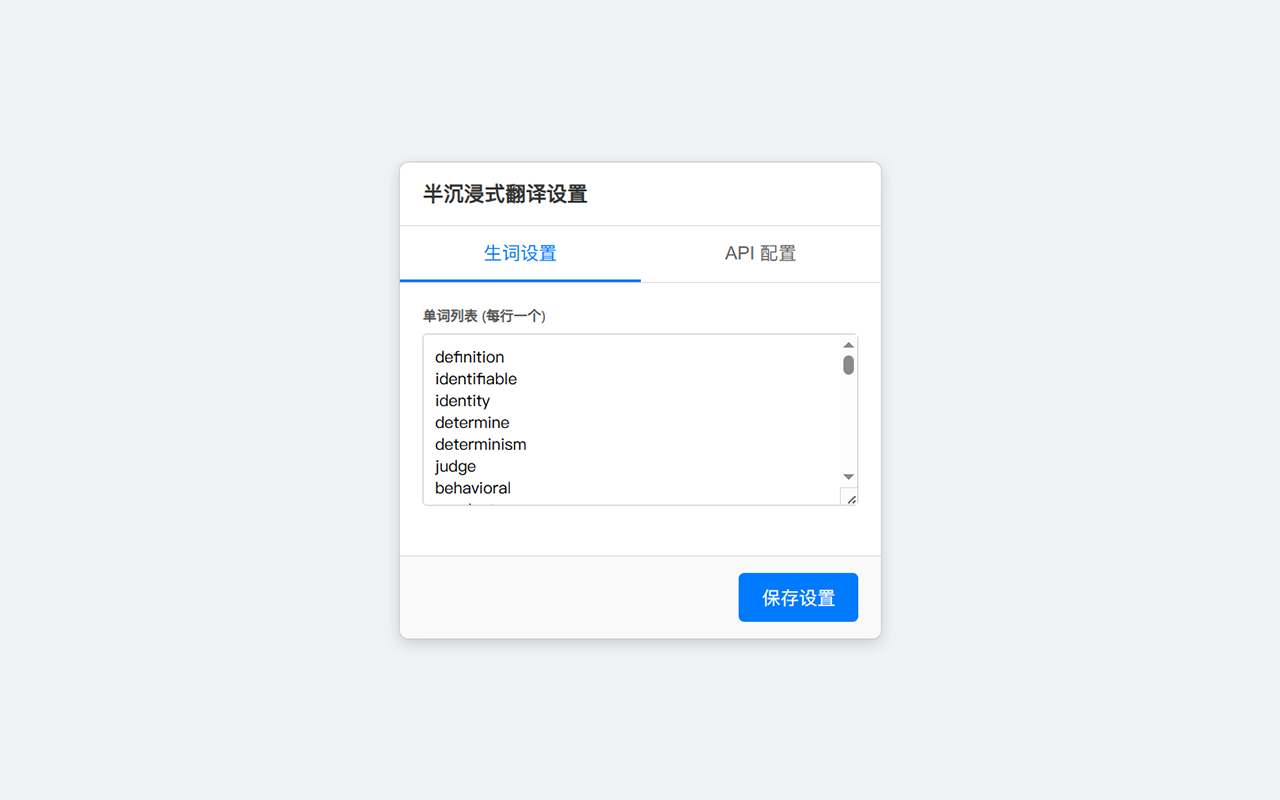 半沉浸式翻译设置
生词设置 API 配置
单词列表 (每行一个)
definition
identifiable
identity
determine
determinism
judge
behavioral
保存设置